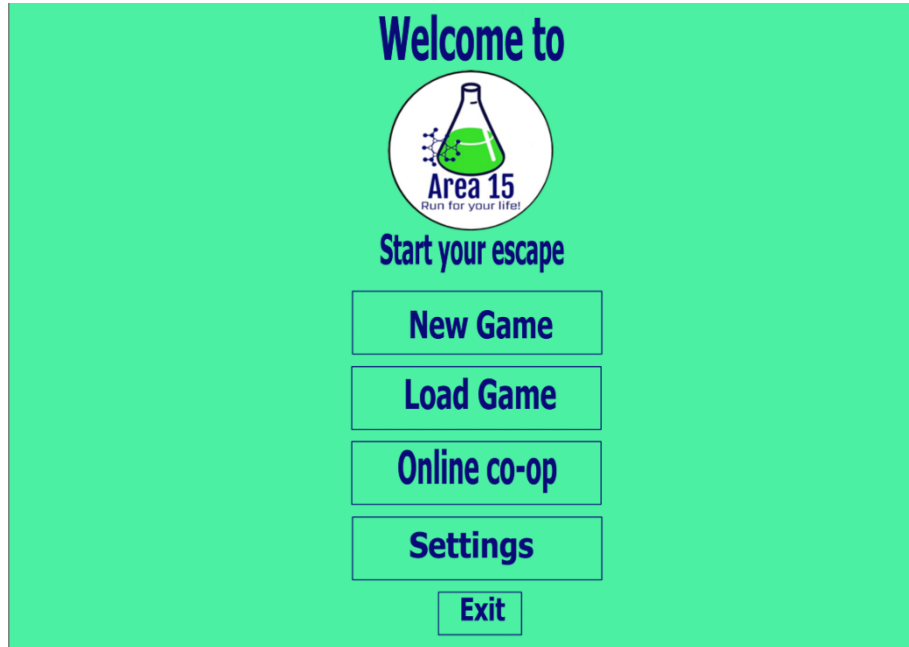 Welcome to
Area 15
Run for your life!
Start your escape
New Game
Load Game
Online co-op
Settings
Exit